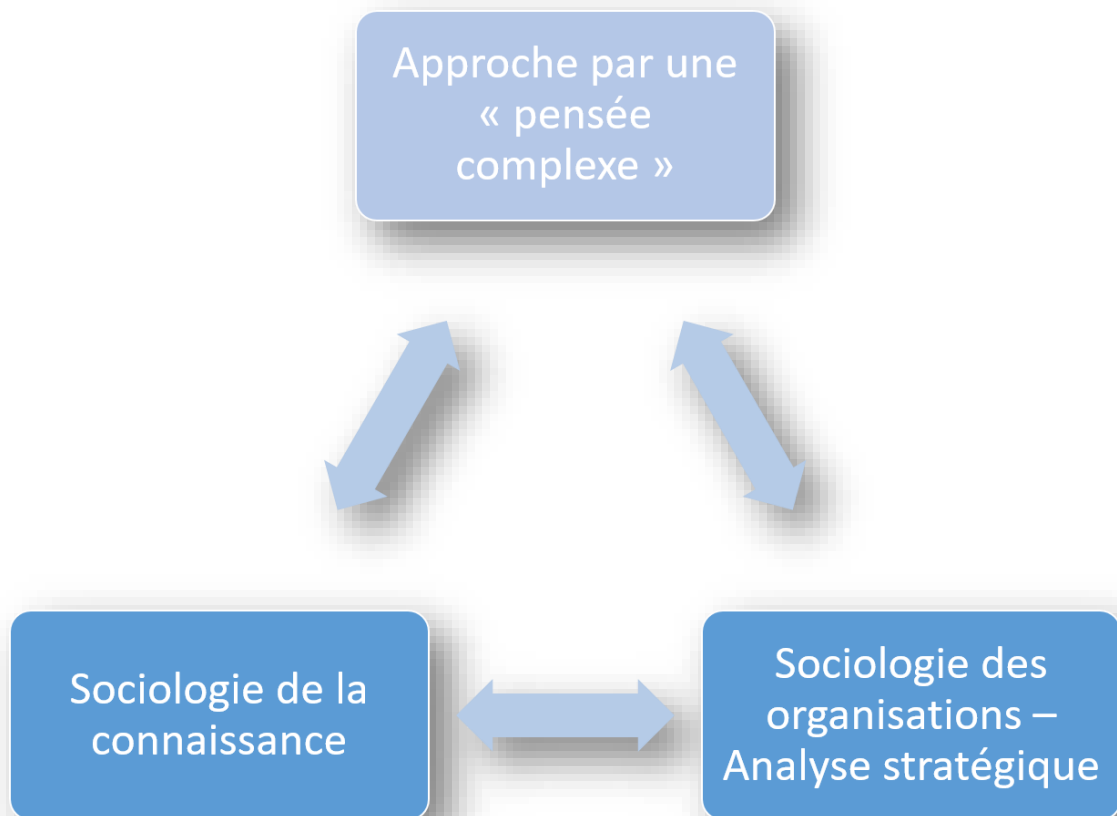 Approche par une
« pensée
complexe »
Sociologie de la
connaissance
Sociologie des
organisations –
Analyse stratégique